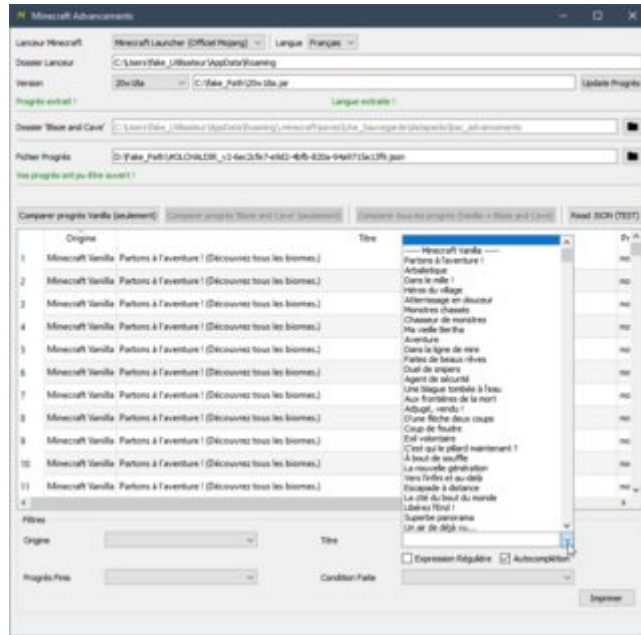 Minecraft Advancements
Lanceur Minecraft Minecraft Launcher (Officiel Mojang) Langue Français
Dossier Lanceur C:\Users\fake_Utilisateur\AppData\Roaming
Version 20w18a C:\fake_Path\20w18a.jar Update Progrès
Progrès extrait ! Langue extraite !
Dossier 'Blaze and Cave'
Fichier Progrès
Vos progrès ont pu être ouvert !
Comparer progrès Vanilla (seulement) Comparer progrès 'Blaze and Cave' (seulement) Comparer tous les progrès (Vanilla + Blaze and Cave) Read JSON (TEST)
Origine Titre
---- Minecraft Vanilla ----
Partons à l'aventure !
1 Minecraft Vanilla Partons à l'aventure ! (Découvrez tous les biomes.)
Arbalétrique
Dans le mille !
2 Minecraft Vanilla Partons à l'aventure ! (Découvrez tous les biomes.)
Héros du village
Atterrissage en douceur
3 Minecraft Vanilla Partons à l'aventure ! (Découvrez tous les biomes.)
Monstres chassés
Chasseur de monstres
4 Minecraft Vanilla Partons à l'aventure ! (Découvrez tous les biomes.)
Ma vieille Bertha
Aventure
5 Minecraft Vanilla Partons à l'aventure ! (Découvrez tous les biomes.)
Dans la ligne de mire
Faites de beaux rêves
6 Minecraft Vanilla Partons à l'aventure ! (Découvrez tous les biomes.)
Duel de snipers
Agent de sécurité
7 Minecraft Vanilla Partons à l'aventure ! (Découvrez tous les biomes.)
Une blague tombée à l'eau
Aux frontières de la mort
8 Minecraft Vanilla Partons à l'aventure ! (Découvrez tous les biomes.)
Adjugé, vendu !
D'une flèche deux coups
Coup de foudre
9 Minecraft Vanilla Partons à l'aventure ! (Découvrez tous les biomes.)
Exil volontaire
C'est qui le pillard maintenant ?
10 Minecraft Vanilla Partons à l'aventure ! (Découvrez tous les biomes.)
À bout de souffle
La nouvelle génération
Vers l'infini et au-delà
11 Minecraft Vanilla Partons à l'aventure ! (Découvrez tous les biomes.)
Escapade à distance
La cité du bout du monde
Libérez l'End !
Superbe panorama
Un air de déjà vu...
Filtres
Origine Titre
Expression Régulière Autocomplétion
Progrès Finis Condition Faite
Imprimer